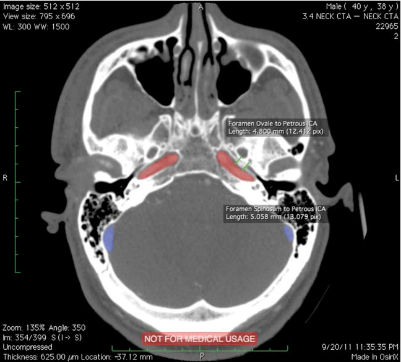 Image size: 512 x 512
View size: 795 x 696
WL: 300 WW: 1500
A
Male ( 40 y, 38 y)
3.4 NECK CTA — NECK CTA
22965
2
Foramen Ovale to Petrous ICA
Length: 4.800 mm (12.412 pix)
R
L
Foramen Spinosum to Petrous ICA
Length: 5.058 mm (13.079 pix)
Zoom: 135% Angle: 350
Im: 354/399 S (I-> S)
Uncompressed
Thickness: 625.00 µm Location: -37.12 mm
NOT FOR MEDICAL USAGE
P
9/20/11, 11:35:35 PM
Made in OsiriX